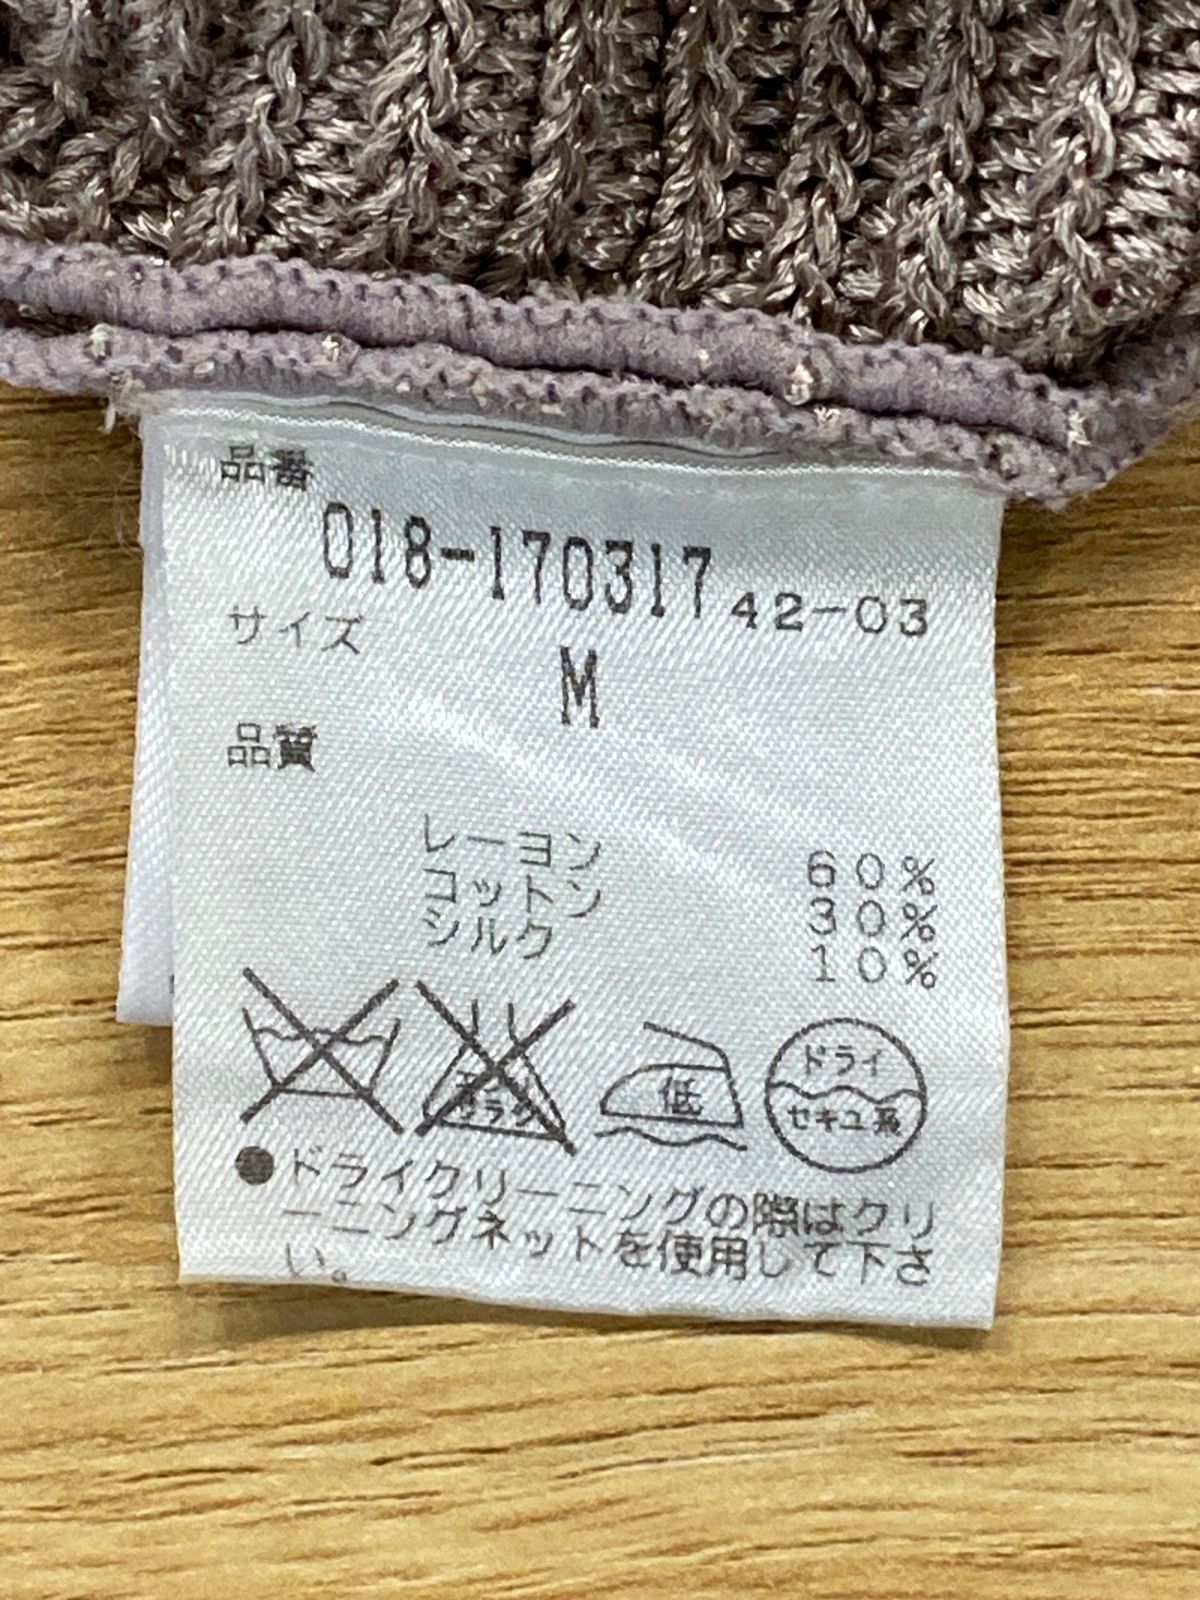 品番
018-170317 42-03
サイズ
M
品質
レーヨン 60%
コットン 30%
シルク 10%
低
ドライ
セキユ系
●ドライクリーニングの際はクリ
ーニングネットを使用して下さ
い。